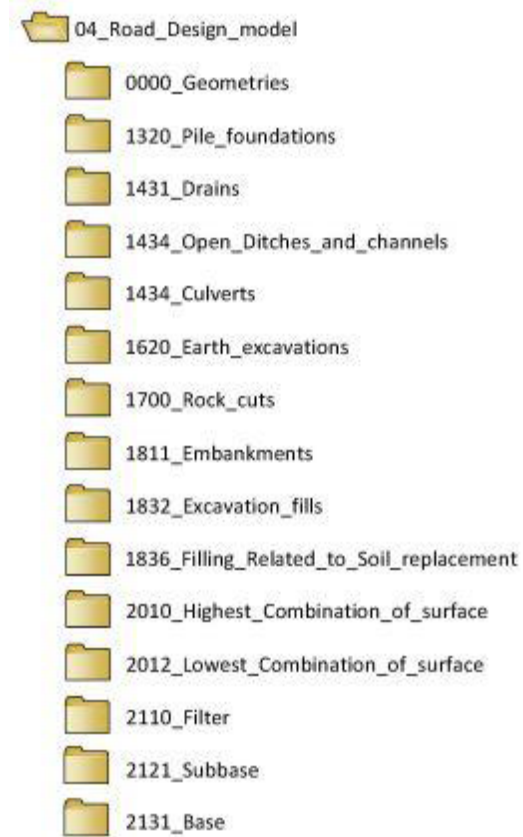 04_Road_Design_model
0000_Geometries
1320_Pile_foundations
1431_Drains
1434_Open_Ditches_and_channels
1434_Culverts
1620_Earth_excavations
1700_Rock_cuts
1811_Embankments
1832_Excavation_fills
1836_Filling_Related_to_Soil_replacement
2010_Highest_Combination_of_surface
2012_Lowest_Combination_of_surface
2110_Filter
2121_Subbase
2131_Base